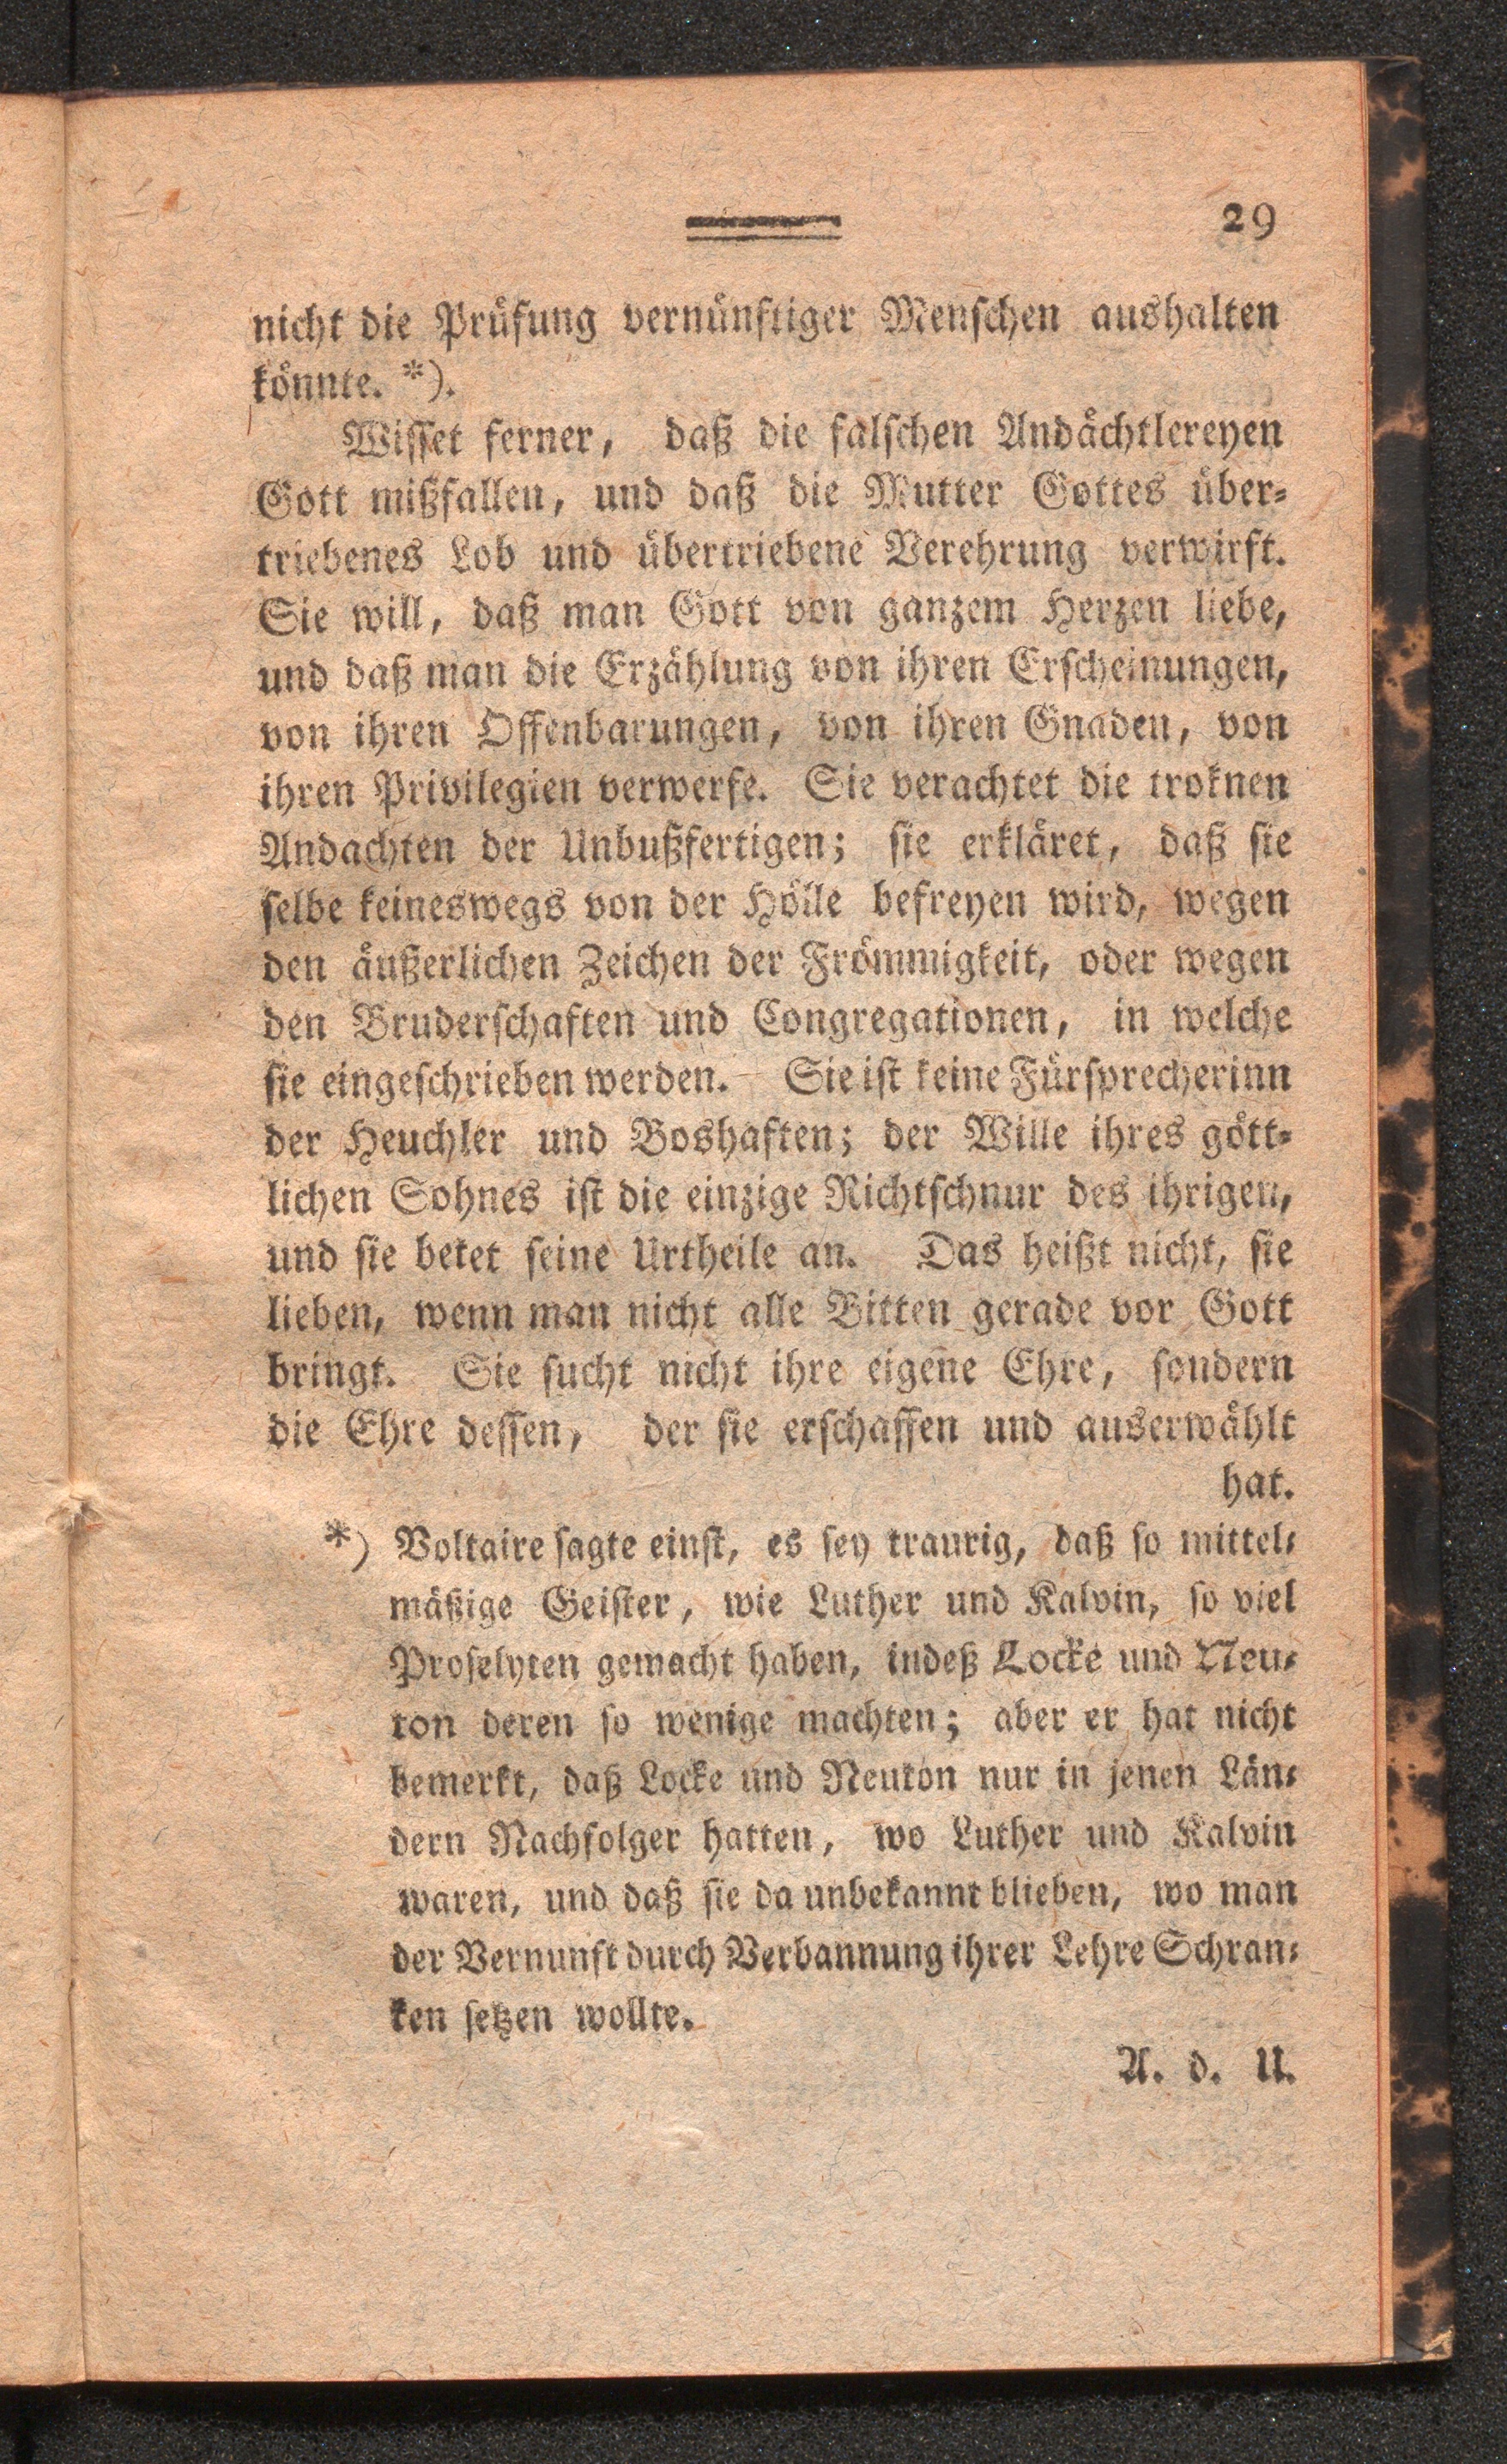 29
nicht die Prüfung vernünftiger Menschen aushalten
könnte. *).
Wisset ferner, daß die falschen Andächtlereyen
Gott mißfallen, und daß die Mutter Gottes über-
triebenes Lob und übertriebene Verehrung verwirft.
Sie will, daß man Gott von ganzem Herzen liebe,
und daß man die Erzählung von ihren Erscheinungen,
von ihren Offenbarungen, von ihren Gnaden, von
ihren Privilegien verwerfe. Sie verachtet die troknen
Andachten der Unbußfertigen; sie erkläret, daß sie
selbe keineswegs von der Hölle befreyen wird, wegen
den äußerlichen Zeichen der Frömmigkeit, oder wegen
den Bruderschaften und Congregationen, in welche
sie eingeschrieben werden. Sie ist keine Fürsprecherinn
der Heuchler und Boshaften; der Wille ihres gött-
lichen Sohnes ist die einzige Richtschnur des ihrigen,
und sie betet seine Urtheile an. Das heißt nicht, sie
lieben, wenn man nicht alle Bitten gerade vor Gott
bringt. Sie sucht nicht ihre eigene Ehre, sondern
die Ehre dessen, der sie erschaffen und auserwählt
hat.
*) Voltaire sagte einst, es sey traurig, daß so mittel-
mäßige Geister, wie Luther und Kalvin, so viel
Proselyten gemacht haben, indeß Locke und Neu-
ton deren so wenige machten; aber er hat nicht
bemerkt, daß Locke und Neuton nur in jenen Län-
dern Nachfolger hatten, wo Luther und Kalvin
waren, und daß sie da unbekannt blieben, wo man
der Vernunft durch Verbannung ihrer Lehre Schran-
ken setzen wollte.
A. d. U.